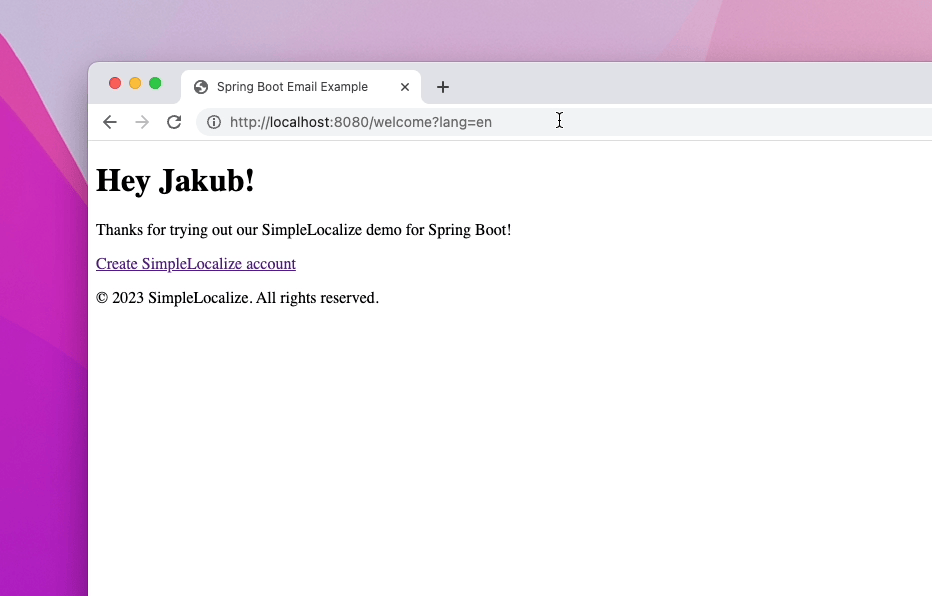 Spring Boot Email Example
http://localhost:8080/welcome?lang=en
Hey Jakub!
Thanks for trying out our SimpleLocalize demo for Spring Boot!
Create SimpleLocalize account
© 2023 SimpleLocalize. All rights reserved.